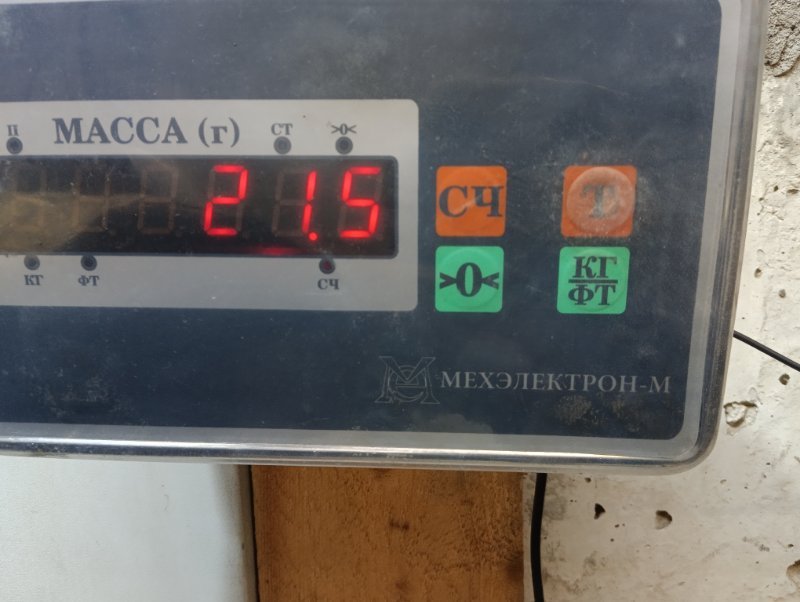 П
МАССА (г)
СТ
>0<
21.5
КГ
ФТ
СЧ
СЧ
Т
>0<
КГ
ФТ
МЕХЭЛЕКТРОН-М